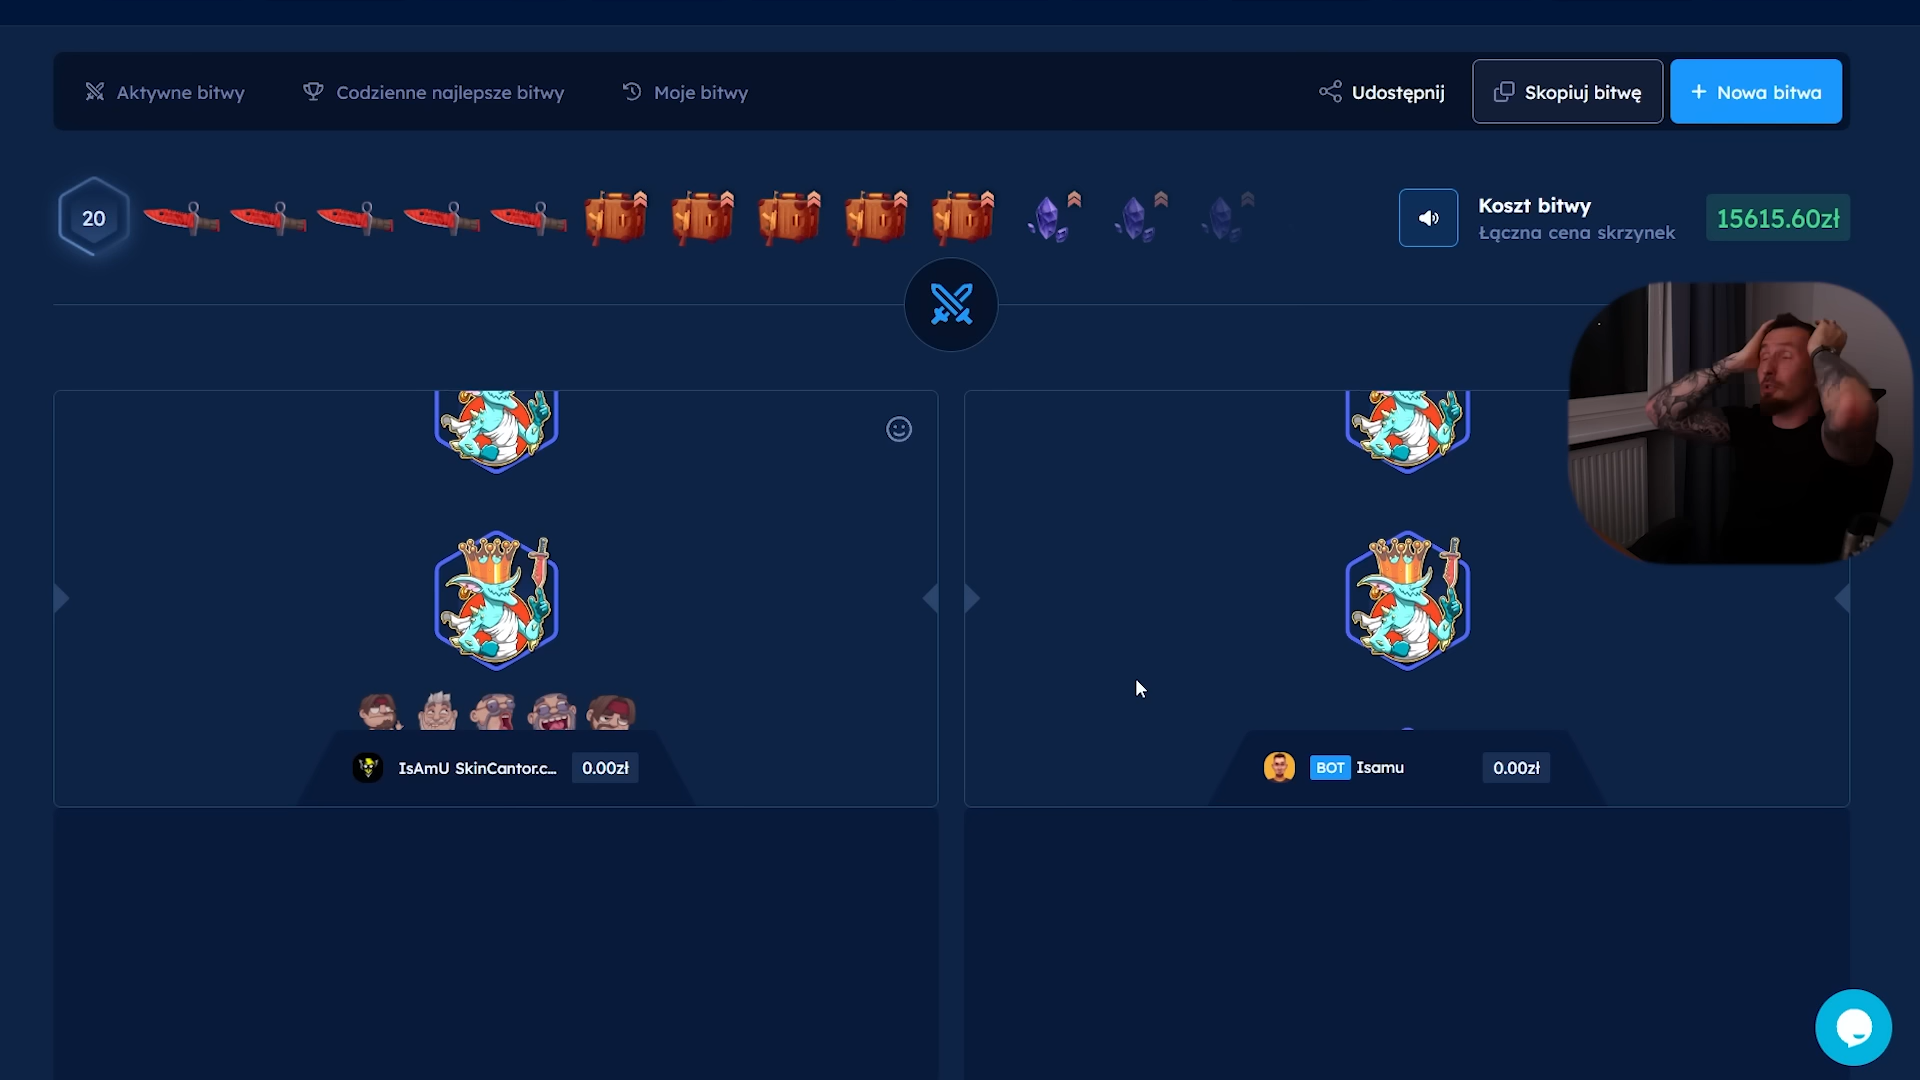 Aktywne bitwy
Codzienne najlepsze bitwy
Moje bitwy
Udostępnij
Skopiuj bitwę
+ Nowa bitwa
20
Koszt bitwy
Łączna cena skrzynek
15615.60zł
IsAmU SkinCantor.c...
0.00zł
BOT Isamu
0.00zł